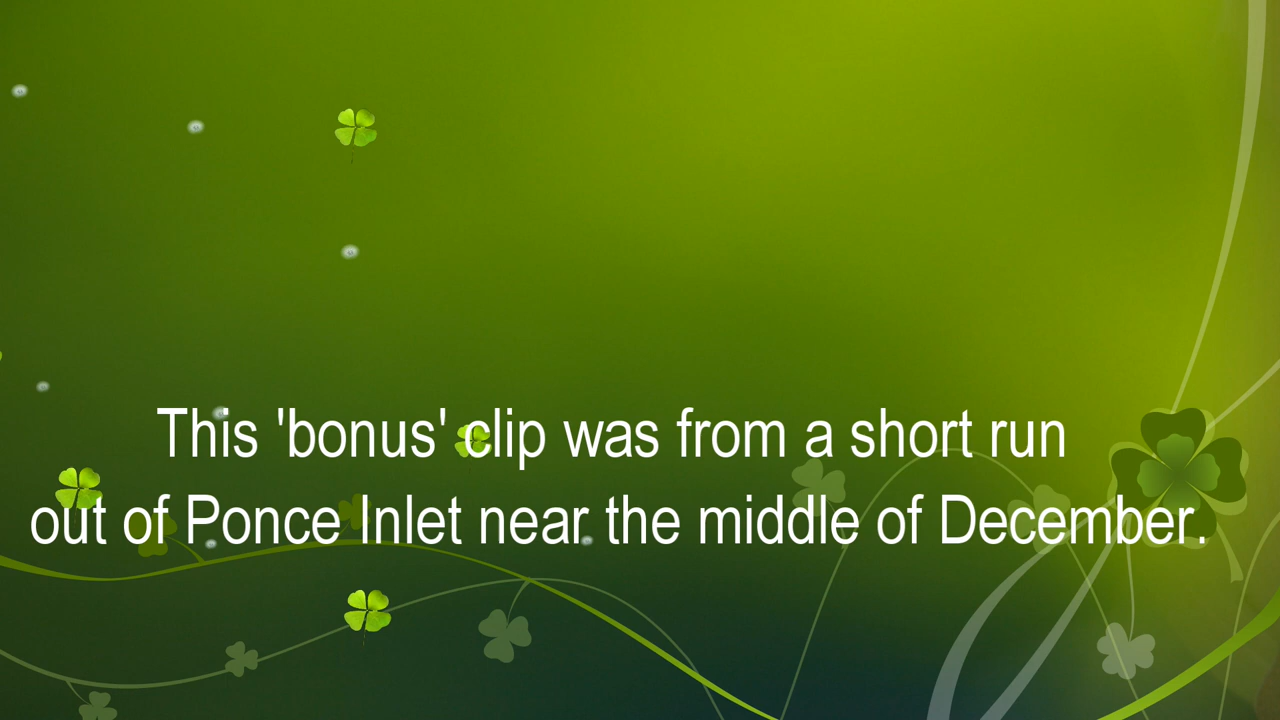 This 'bonus' clip was from a short run
out of Ponce Inlet near the middle of December.